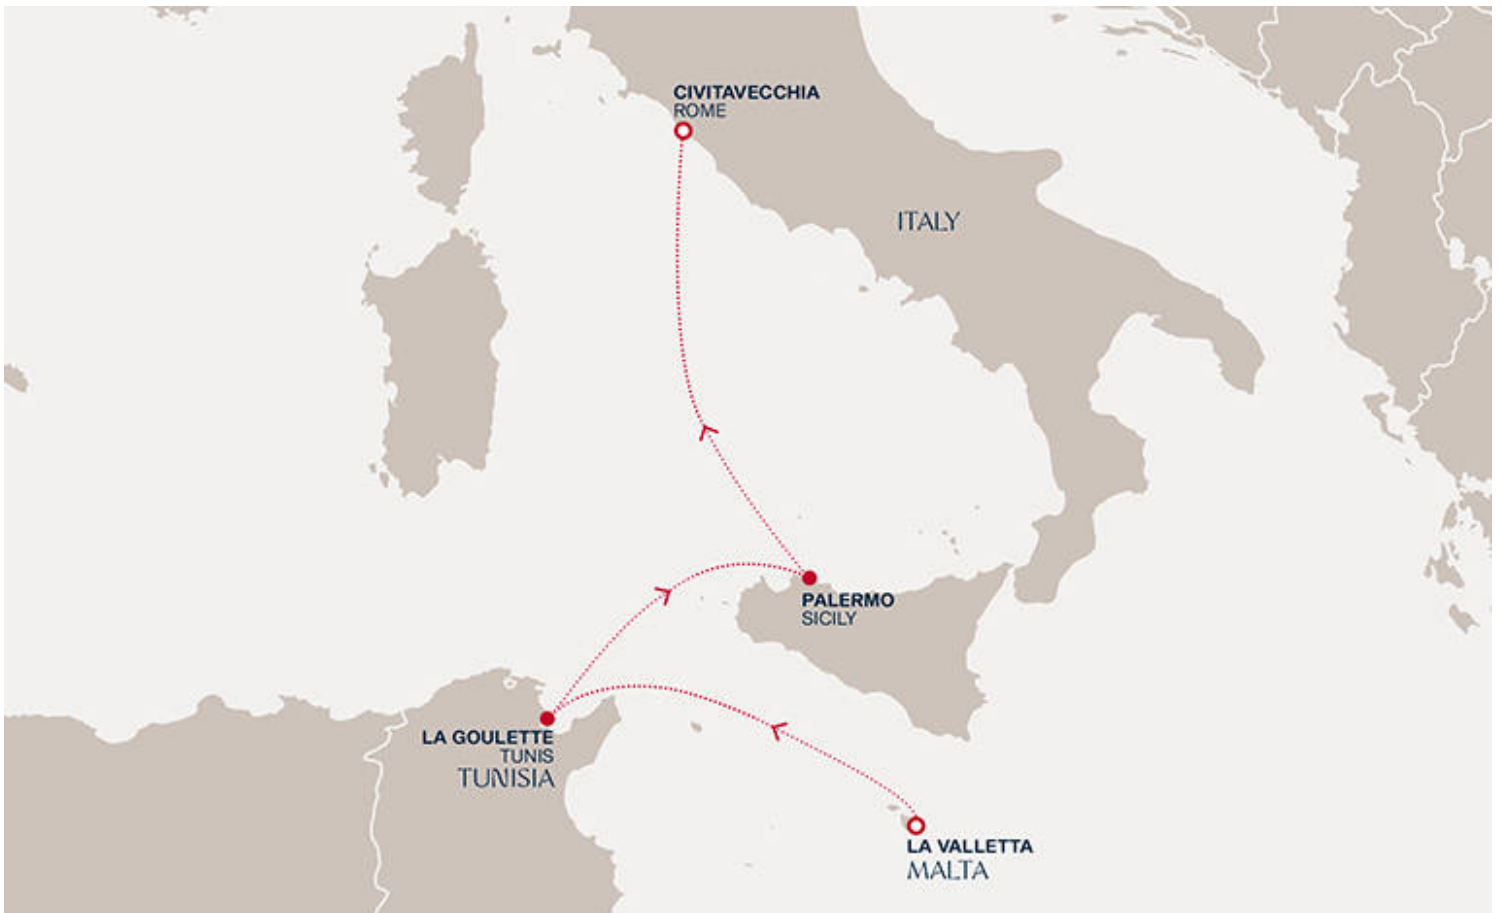 CIVITAVECCHIA
ROME
ITALY
PALERMO
SICILY
LA GOULETTE
TUNIS
TUNISIA
LA VALLETTA
MALTA